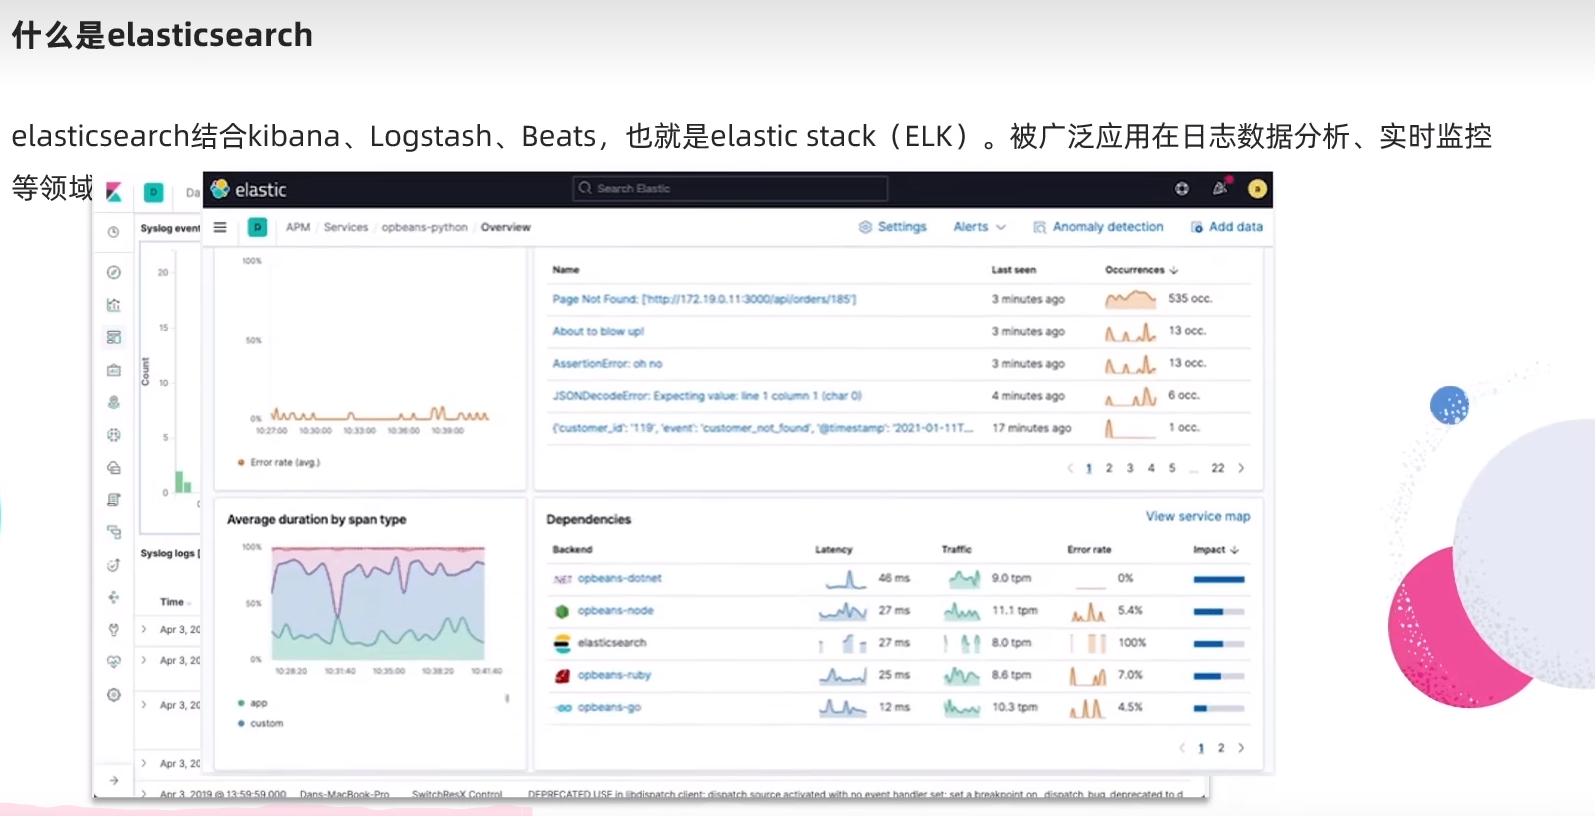 什么是elasticsearch
elasticsearch结合kibana、Logstash、Beats，也就是elastic stack（ELK）。被广泛应用在日志数据分析、实时监控
等领域
D
Da
elastic
Search Elastic
a
Syslog event
D
APM / Services / opbeans-python / Overview
Settings
Alerts
Anomaly detection
Add data
Count
20
15
10
5
0
100%
50%
0%
10:27:00 10:30:00 10:33:00 10:36:00 10:39:00
Error rate (avg.)
Name Last seen Occurrences
Page Not Found: ['http://172.19.0.11:3000/api/orders/185'] 3 minutes ago 535 occ.
About to blow up! 3 minutes ago 13 occ.
AssertionError: oh no 3 minutes ago 13 occ.
JSONDecodeError: Expecting value: line 1 column 1 (char 0) 4 minutes ago 6 occ.
{'customer_id': '119', 'event': 'customer_not_found', '@timestamp': '2021-01-11T... 17 minutes ago 1 occ.
1 2 3 4 5 ... 22
Average duration by span type
100%
50%
0%
10:28:20 10:31:40 10:35:00 10:38:20 10:41:40
app
custom
Dependencies
View service map
Backend Latency Traffic Error rate Impact
.NET opbeans-dotnet 46 ms 9.0 tpm 0%
opbeans-node 27 ms 11.1 tpm 5.4%
elasticsearch 27 ms 8.0 tpm 100%
opbeans-ruby 25 ms 8.6 tpm 7.0%
opbeans-go 12 ms 10.3 tpm 4.5%
1 2
Syslog logs [
Time
Apr 3, 20
Apr 3, 20
Apr 3, 20
Apr 3, 20
Apr 3, 2019 @ 13:59:59.000 Dans-MacBook-Pro SwitchResX Control DEPRECATED USE in libdispatch client: dispatch source activated with no event handler set; set a breakpoint on _dispatch_bug_deprecated to d